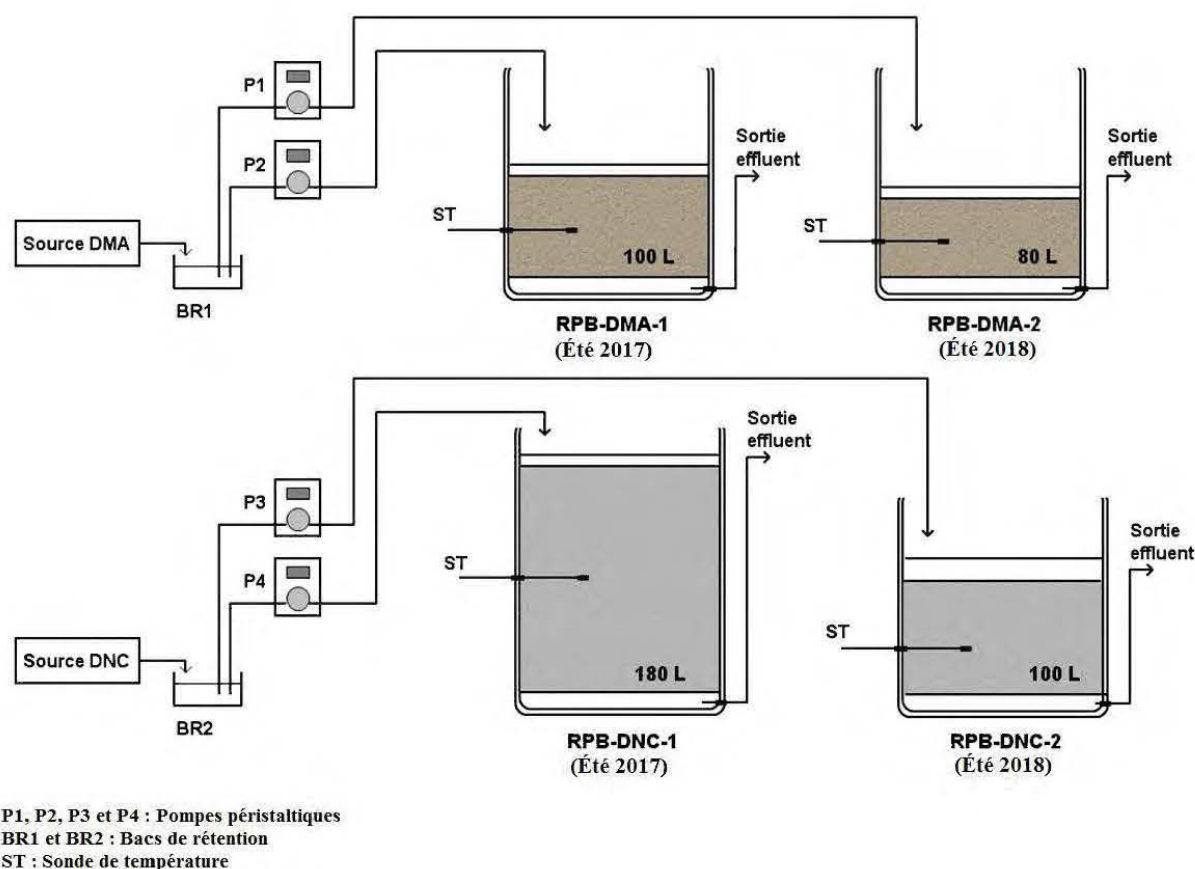 P1
P2
Source DMA
BR1
ST
100 L
Sortie
effluent
RPB-DMA-1
(Été 2017)
ST
80 L
Sortie
effluent
RPB-DMA-2
(Été 2018)
P3
P4
Source DNC
BR2
ST
180 L
Sortie
effluent
RPB-DNC-1
(Été 2017)
ST
100 L
Sortie
effluent
RPB-DNC-2
(Été 2018)
P1, P2, P3 et P4 : Pompes péristaltiques
BR1 et BR2 : Bacs de rétention
ST : Sonde de température